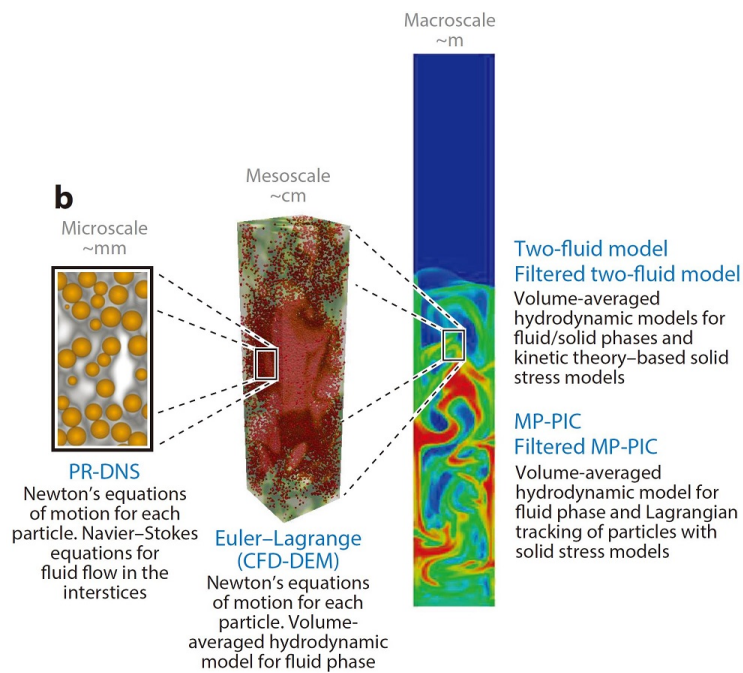 b
Microscale
~mm
PR-DNS
Newton's equations
of motion for each
particle. Navier–Stokes
equations for
fluid flow in the
interstices
Mesoscale
~cm
Euler–Lagrange
(CFD-DEM)
Newton's equations
of motion for each
particle. Volume-
averaged hydrodynamic
model for fluid phase
Macroscale
~m
Two-fluid model
Filtered two-fluid model
Volume-averaged
hydrodynamic models for
fluid/solid phases and
kinetic theory–based solid
stress models
MP-PIC
Filtered MP-PIC
Volume-averaged
hydrodynamic model for
fluid phase and Lagrangian
tracking of particles with
solid stress models